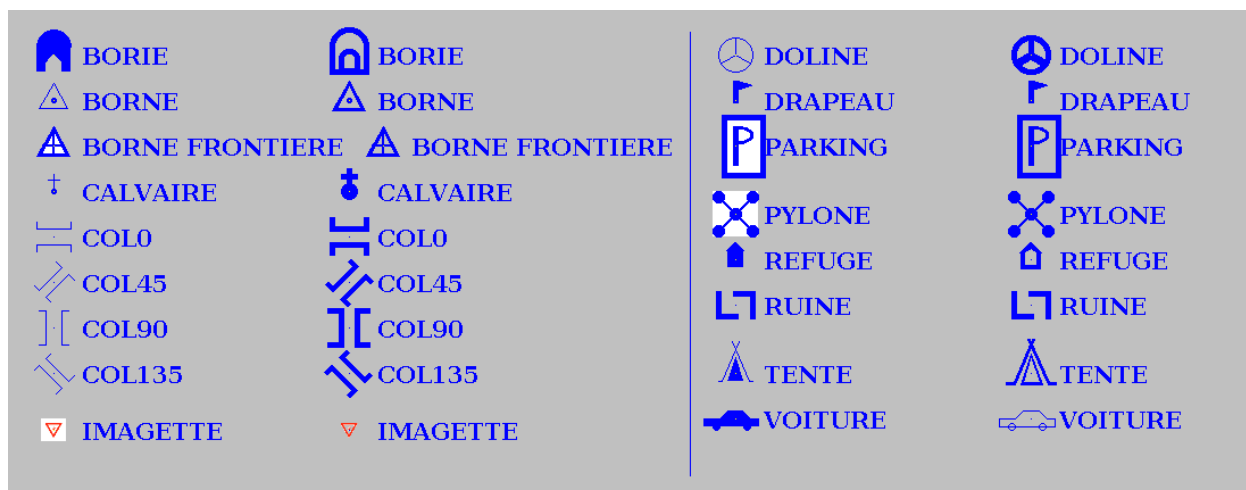 BORIE BORIE DOLINE DOLINE
BORNE BORNE DRAPEAU DRAPEAU
BORNE FRONTIERE BORNE FRONTIERE P PARKING P PARKING
CALVAIRE CALVAIRE PYLONE PYLONE
COL0 COL0 REFUGE REFUGE
COL45 COL45 RUINE RUINE
COL90 COL90
COL135 COL135 TENTE TENTE
IMAGETTE IMAGETTE VOITURE VOITURE